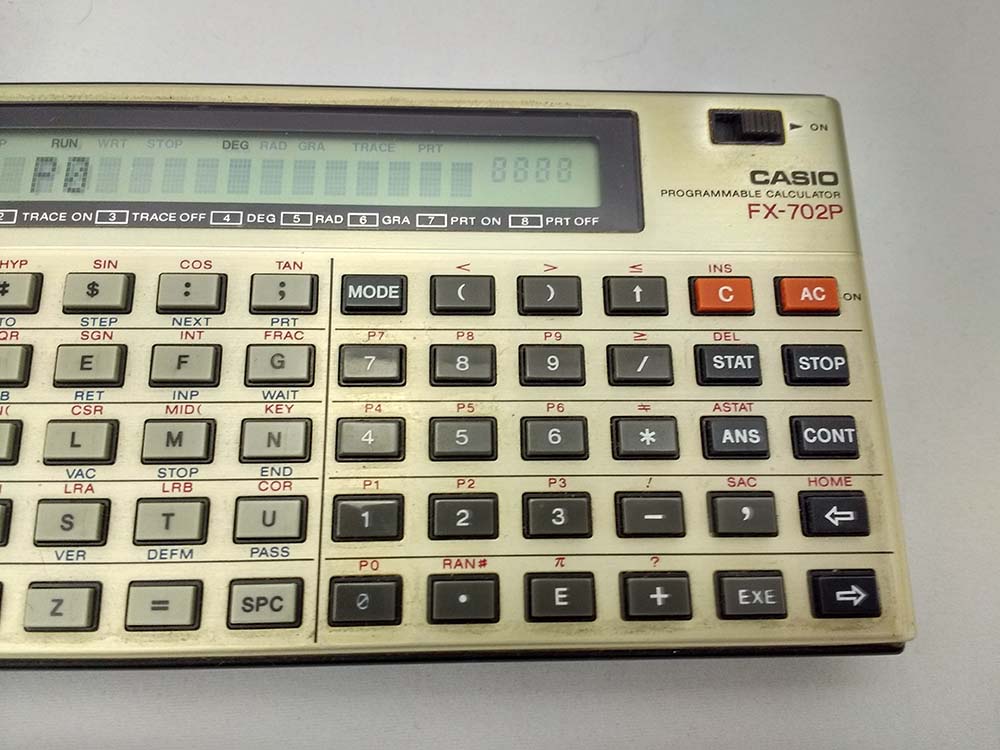 P RUN WRT STOP DEG RAD GRA TRACE PRT
P0 8888
ON
CASIO
PROGRAMMABLE CALCULATOR
FX-702P
2 TRACE ON 3 TRACE OFF 4 DEG 5 RAD 6 GRA 7 PRT ON 8 PRT OFF
HYP SIN COS TAN < > ≤ INS
# $ : ; MODE ( ) ↑ C AC ON
TO STEP NEXT PRT
QR SGN INT FRAC P7 P8 P9 ≥ DEL
E F G 7 8 9 / STAT STOP
B RET INP WAIT
N( CSR MID( KEY P4 P5 P6 ≠ ASTAT
L M N 4 5 6 * ANS CONT
VAC STOP END
LRA LRB COR P1 P2 P3 ! SAC HOME
S T U 1 2 3 − , ⇦
VER DEFM PASS
P0 RAN# π ?
Z = SPC 0 . E + EXE ⇨